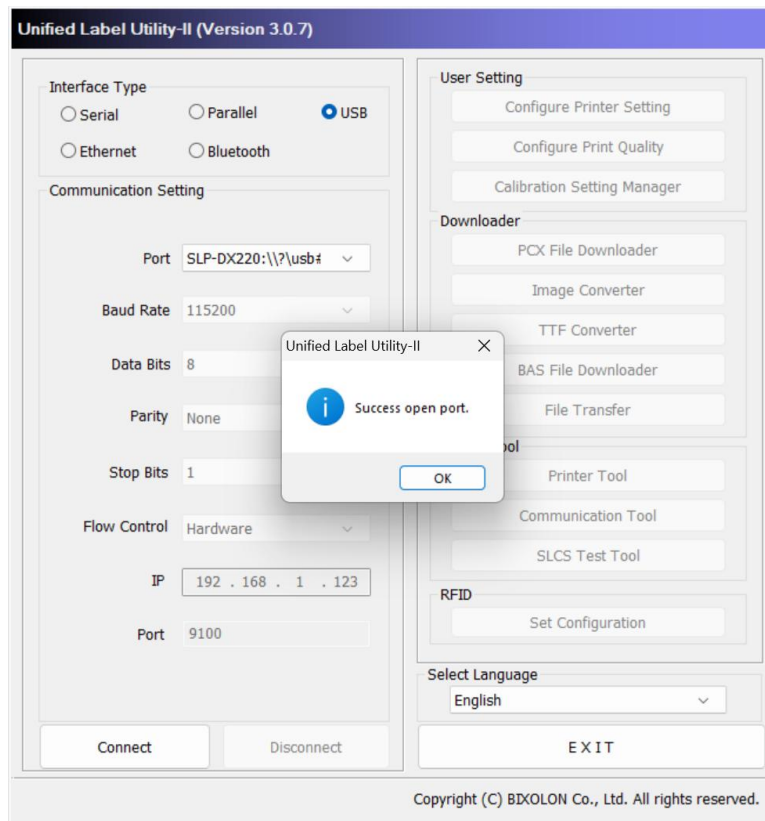 Unified Label Utility-II (Version 3.0.7)
Interface Type
Serial
Parallel
USB
Ethernet
Bluetooth
Communication Setting
Port SLP-DX220:\\?\usb#
Baud Rate 115200
Data Bits 8
Parity None
Stop Bits 1
Flow Control Hardware
IP 192 . 168 . 1 . 123
Port 9100
Connect
Disconnect
Unified Label Utility-II
Success open port.
OK
User Setting
Configure Printer Setting
Configure Print Quality
Calibration Setting Manager
Downloader
PCX File Downloader
Image Converter
TTF Converter
BAS File Downloader
File Transfer
Printer Tool
Communication Tool
SLCS Test Tool
RFID
Set Configuration
Select Language
English
EXIT
Copyright (C) BIXOLON Co., Ltd. All rights reserved.